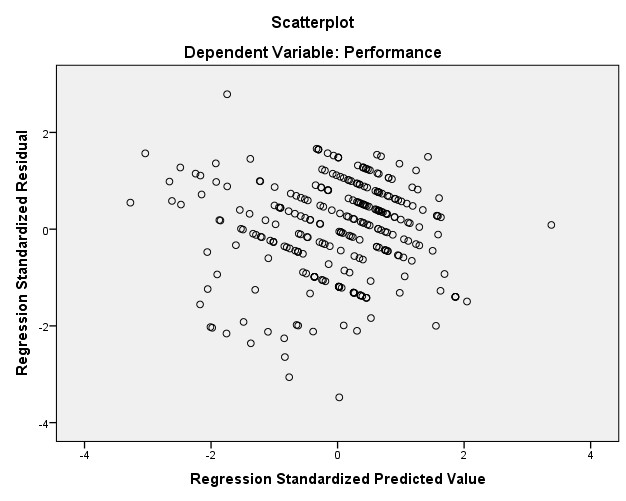 Scatterplot
Dependent Variable: Performance
Regression Standardized Residual
2
0
-2
-4
-4
-2
0
2
4
Regression Standardized Predicted Value